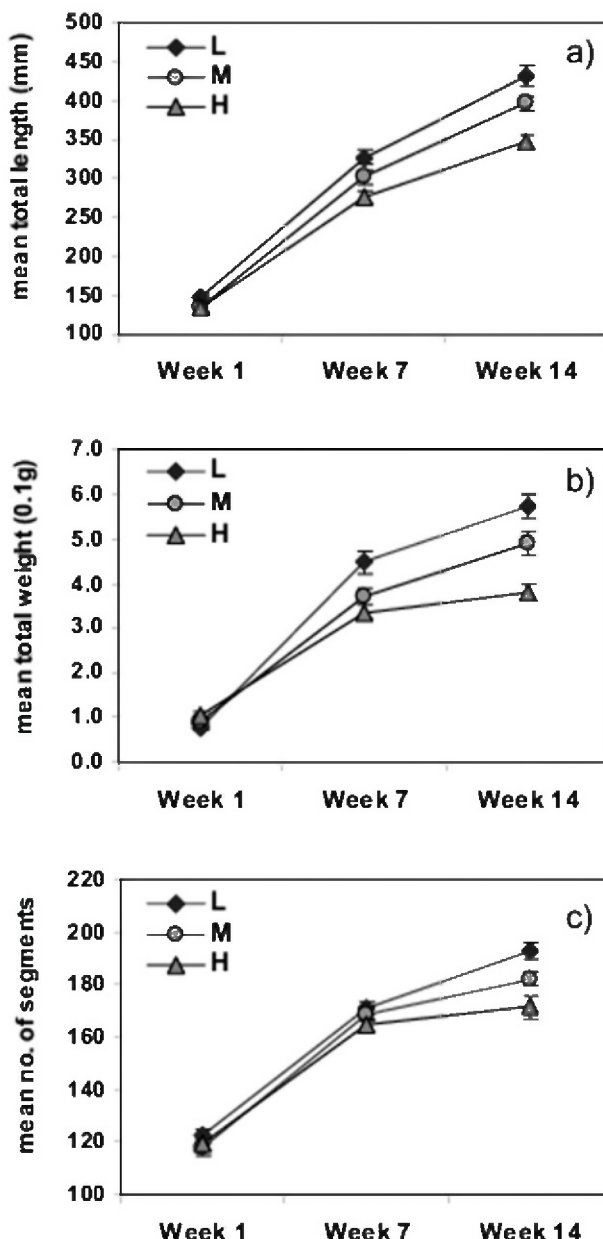 mean total length (mm)
500
450
400
350
300
250
200
150
100
L
M
H
a)
Week 1 Week 7 Week 14
mean total weight (0.1g)
7.0
6.0
5.0
4.0
3.0
2.0
1.0
0.0
L
M
H
b)
Week 1 Week 7 Week 14
mean no. of segments
220
200
180
160
140
120
100
L
M
H
c)
Week 1 Week 7 Week 14